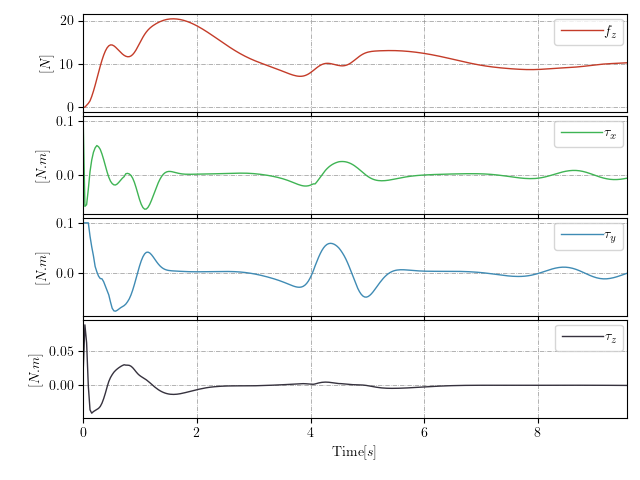 20
10
0
[N]
f_z
0.1
0.0
[N.m]
τ_x
0.1
0.0
[N.m]
τ_y
0.05
0.00
[N.m]
τ_z
0 2 4 6 8
Time[s]